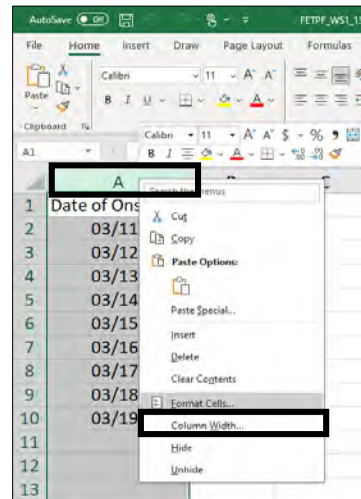 AutoSave Off FETPF_WS1_13
File Home Insert Draw Page Layout Formulas
Paste
Calibri 11 A A
B I U A
Clipboard
Calibri 11 A A $ % 9
A1 B I A
A
1 Date of Ons
2 03/11
3 03/12
4 03/13
5 03/14
6 03/15
7 03/16
8 03/17
9 03/18
10 03/19
11
12
13
Search the menus
Cut
Copy
Paste Options:
Paste Special...
Insert
Delete
Clear Contents
Format Cells...
Column Width...
Hide
Unhide